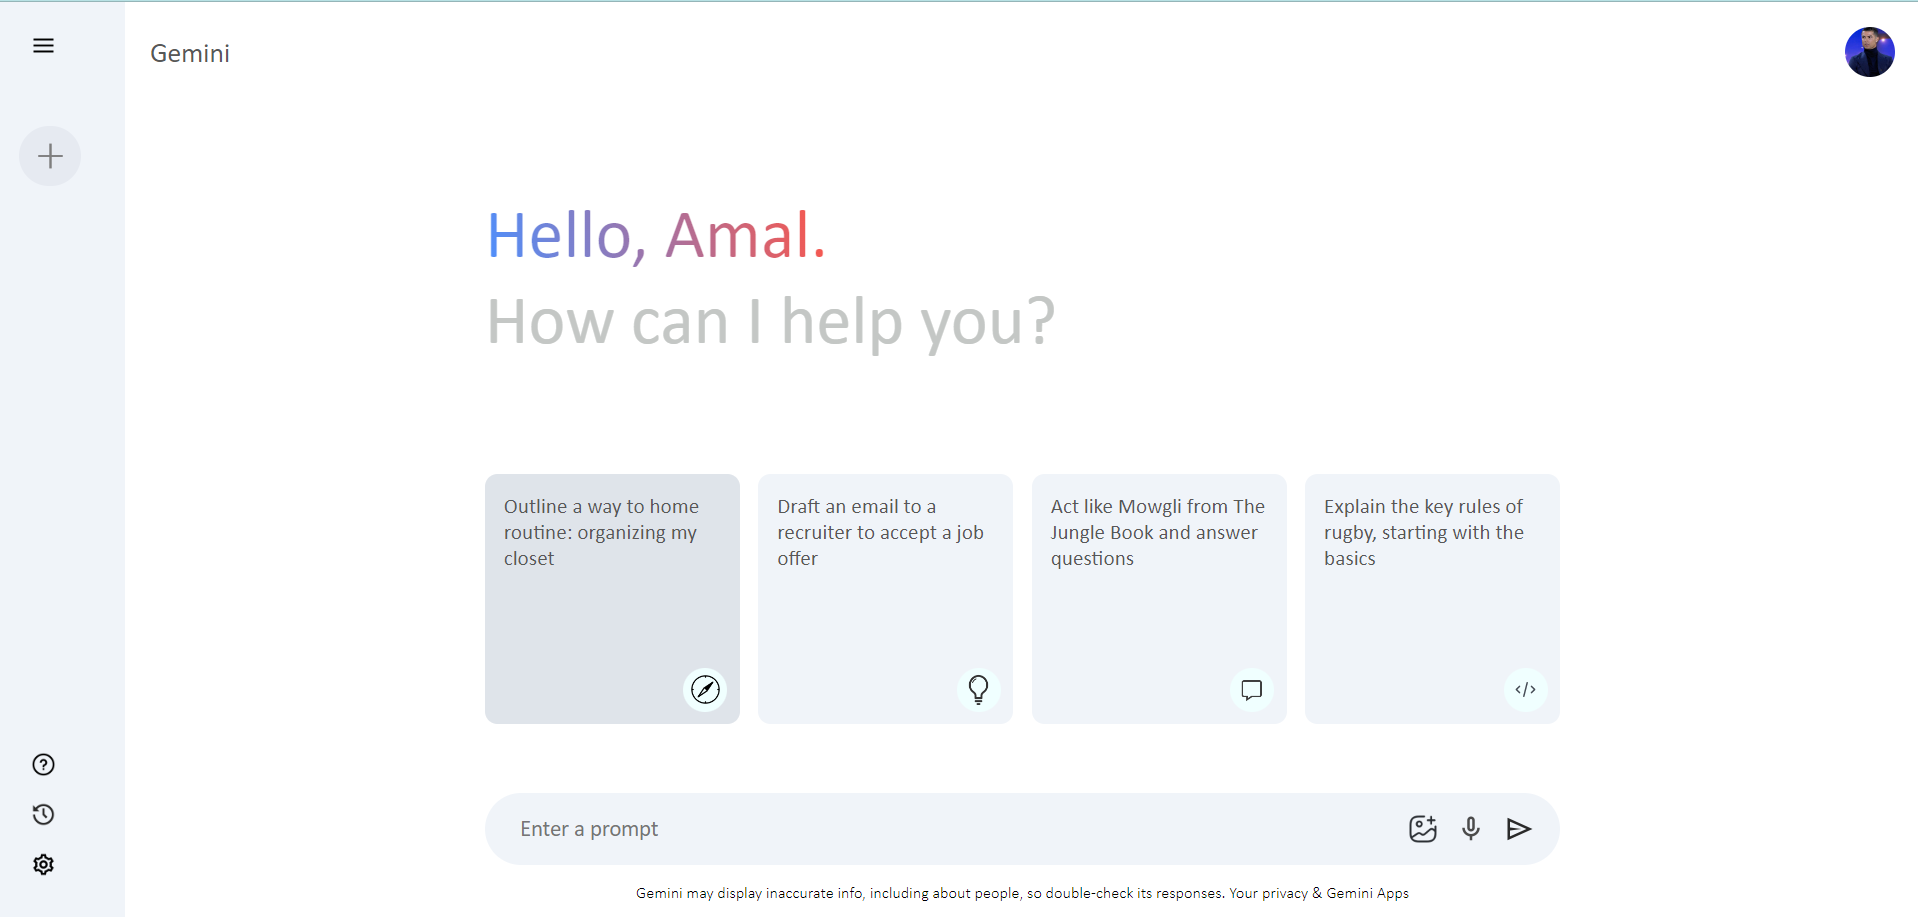 Gemini
Hello, Amal.
How can I help you?
Outline a way to home
routine: organizing my
closet
Draft an email to a
recruiter to accept a job
offer
Act like Mowgli from The
Jungle Book and answer
questions
Explain the key rules of
rugby, starting with the
basics
Enter a prompt
Gemini may display inaccurate info, including about people, so double-check its responses. Your privacy & Gemini Apps